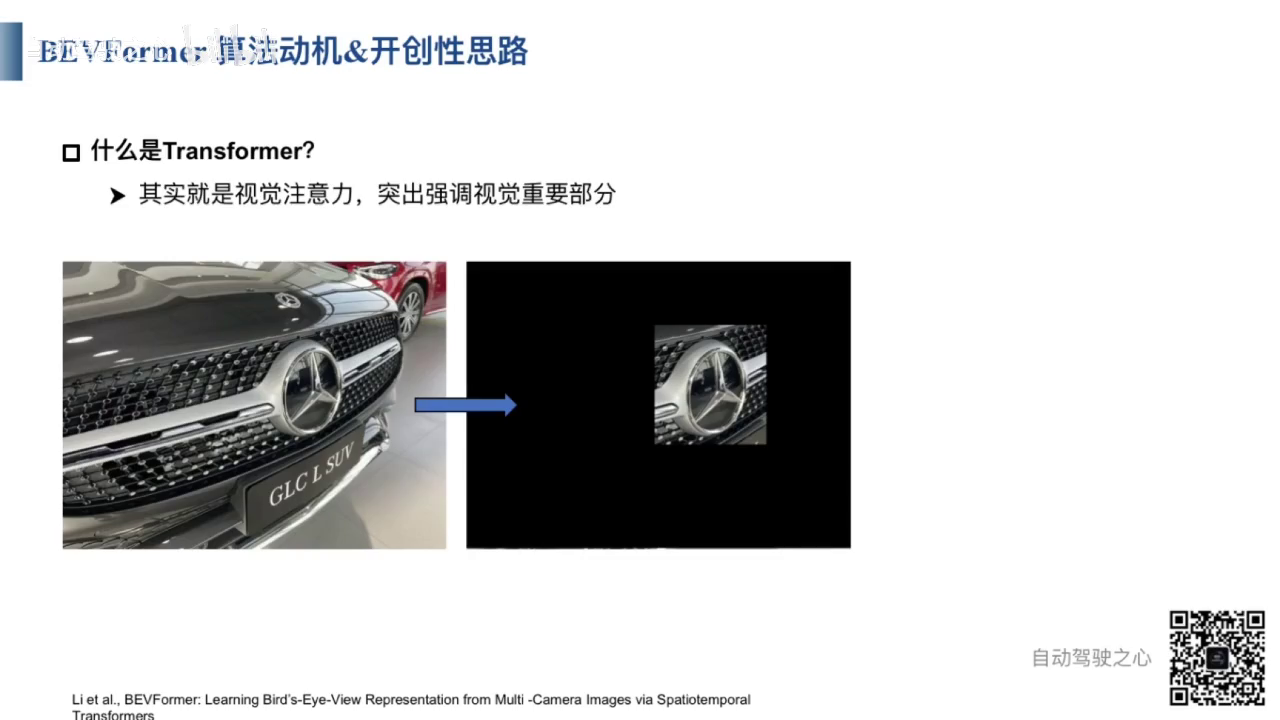 BEVFormer 算法动机&开创性思路
什么是Transformer?
其实就是视觉注意力，突出强调视觉重要部分
GLC L SUV
自动驾驶之心
Li et al., BEVFormer: Learning Bird's-Eye-View Representation from Multi -Camera Images via Spatiotemporal
Transformers